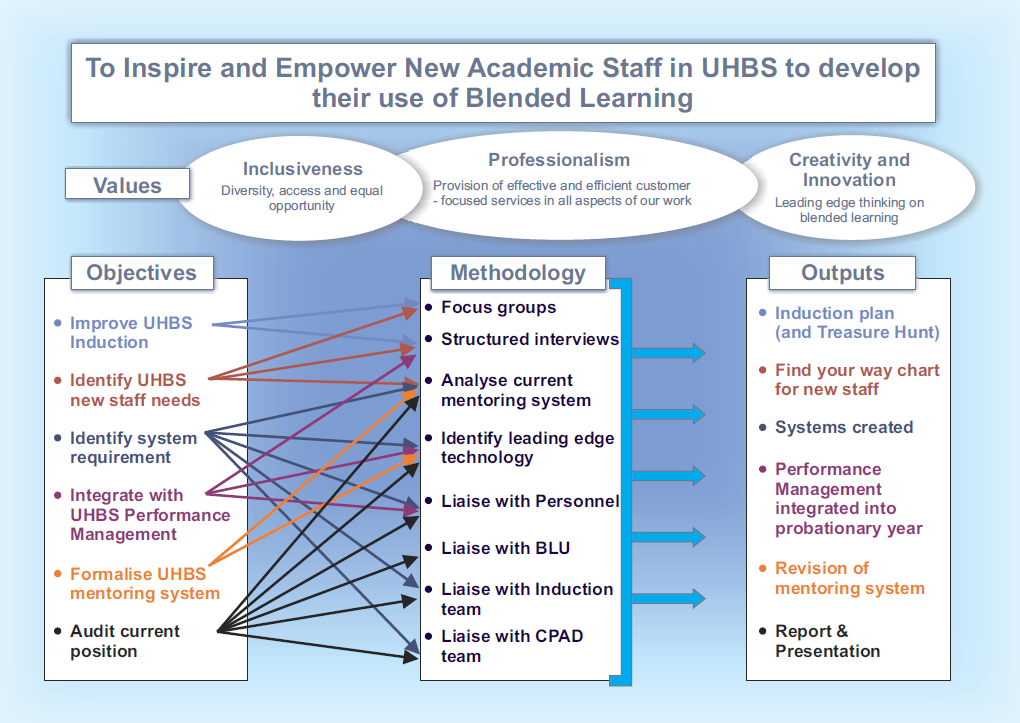 To Inspire and Empower New Academic Staff in UHBS to develop
their use of Blended Learning
Values
Inclusiveness
Diversity, access and equal
opportunity
Professionalism
Provision of effective and efficient customer
- focused services in all aspects of our work
Creativity and
Innovation
Leading edge thinking on
blended learning
Objectives
• Improve UHBS
Induction
• Identify UHBS
new staff needs
• Identify system
requirement
• Integrate with
UHBS Performance
Management
• Formalise UHBS
mentoring system
• Audit current
position
Methodology
• Focus groups
• Structured interviews
• Analyse current
mentoring system
• Identify leading edge
technology
• Liaise with Personnel
• Liaise with BLU
• Liaise with Induction
team
• Liaise with CPAD
team
Outputs
• Induction plan
(and Treasure Hunt)
• Find your way chart
for new staff
• Systems created
• Performance
Management
integrated into
probationary year
• Revision of
mentoring system
• Report &
Presentation